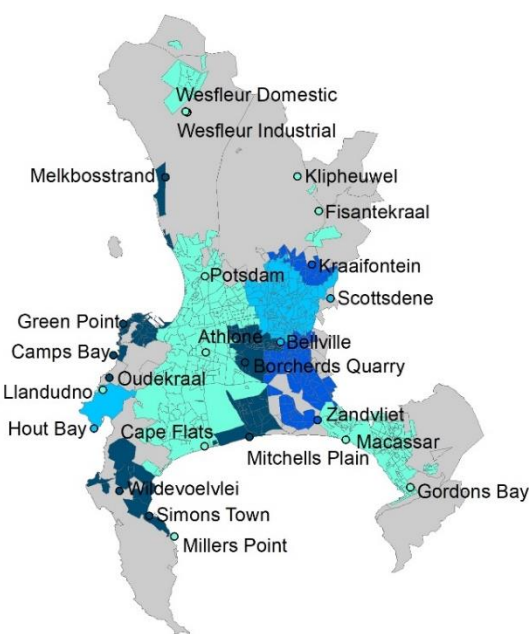 Wesfleur Domestic
Wesfleur Industrial
Melkbosstrand
Klipheuwel
Fisantekraal
Kraaifontein
Potsdam
Scottsdene
Green Point
Athlone
Bellville
Camps Bay
Borcherds Quarry
Oudekraal
Llandudno
Zandvliet
Hout Bay
Cape Flats
Macassar
Mitchells Plain
Gordons Bay
Wildevoelvlei
Simons Town
Millers Point